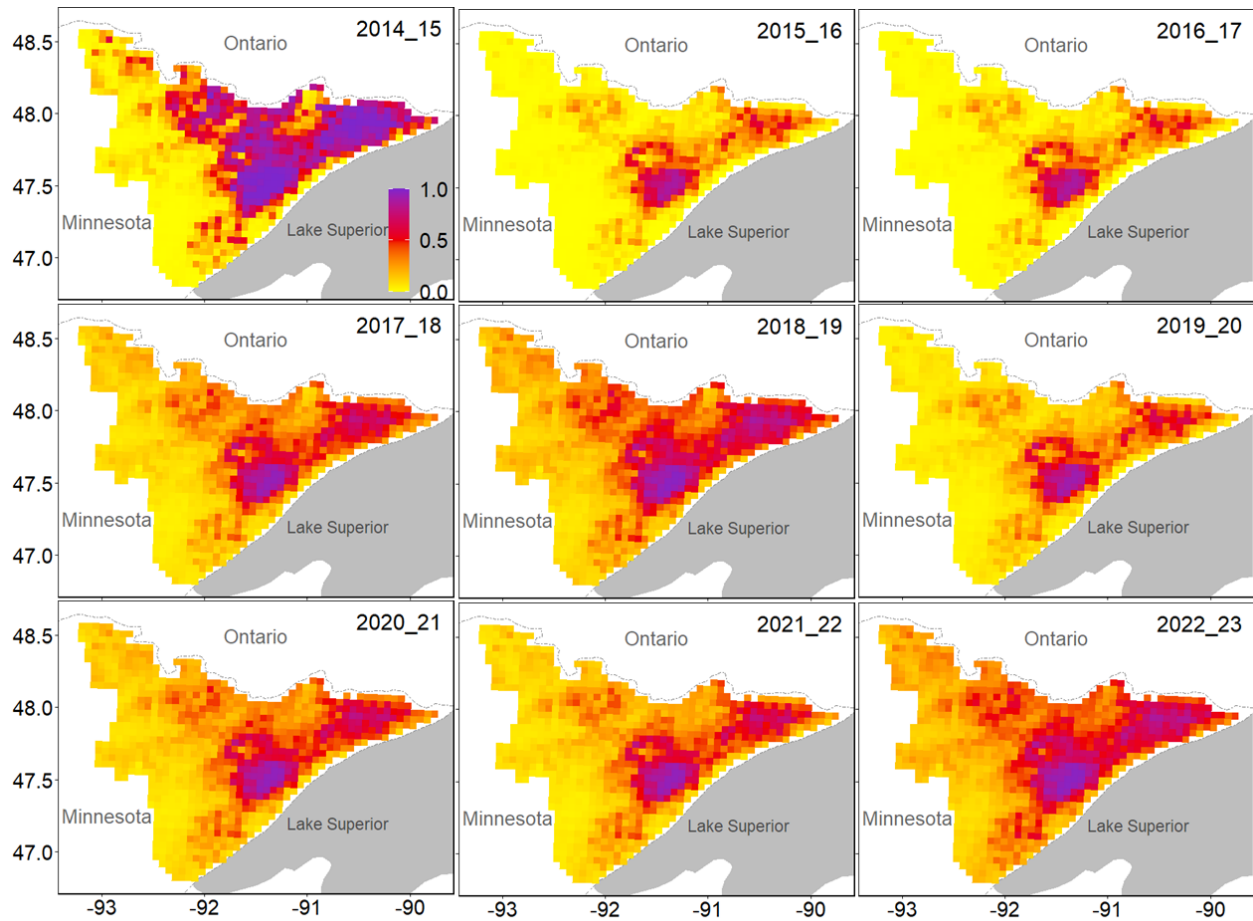 2014_15
48.5
Ontario
48.0
47.5
1.0
Minnesota
Lake Superior
0.5
47.0
0.0
2015_16
Ontario
Minnesota
Lake Superior
2016_17
Ontario
Minnesota
Lake Superior
2017_18
48.5
Ontario
48.0
47.5
Minnesota
Lake Superior
47.0
2018_19
Ontario
Minnesota
Lake Superior
2019_20
Ontario
Minnesota
Lake Superior
2020_21
48.5
Ontario
48.0
47.5
Minnesota
Lake Superior
47.0
2021_22
Ontario
Minnesota
Lake Superior
2022_23
Ontario
Minnesota
Lake Superior
-93 -92 -91 -90
-93 -92 -91 -90
-93 -92 -91 -90